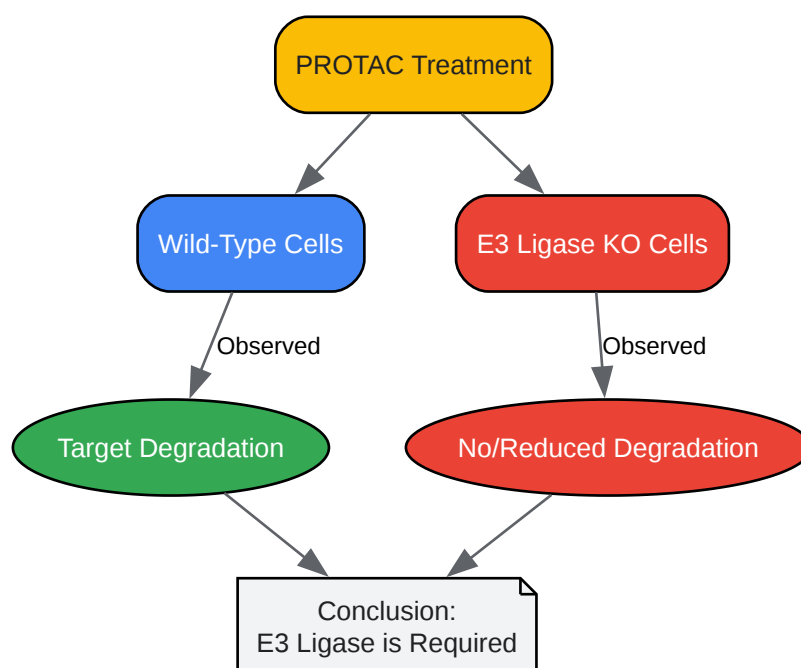 PROTAC Treatment
Wild-Type Cells
E3 Ligase KO Cells
Observed
Observed
Target Degradation
No/Reduced Degradation
Conclusion:
E3 Ligase is Required